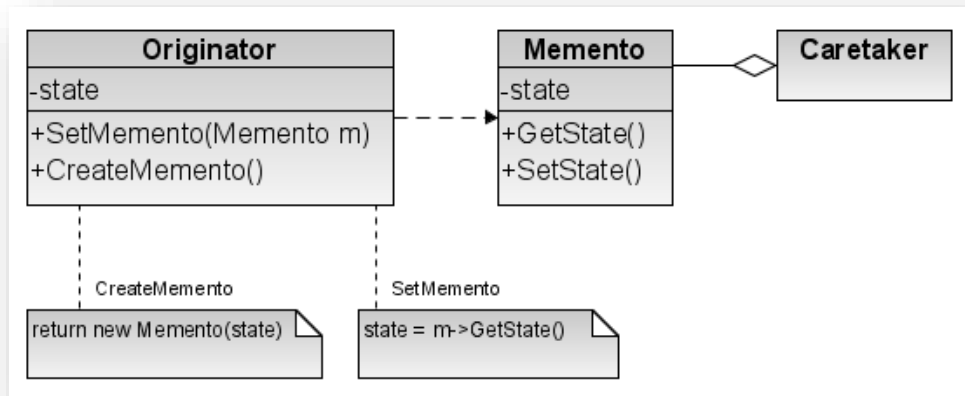 Originator
-state
+SetMemento(Memento m)
+CreateMemento()
Memento
-state
+GetState()
+SetState()
Caretaker
CreateMemento
return new Memento(state)
SetMemento
state = m->GetState()